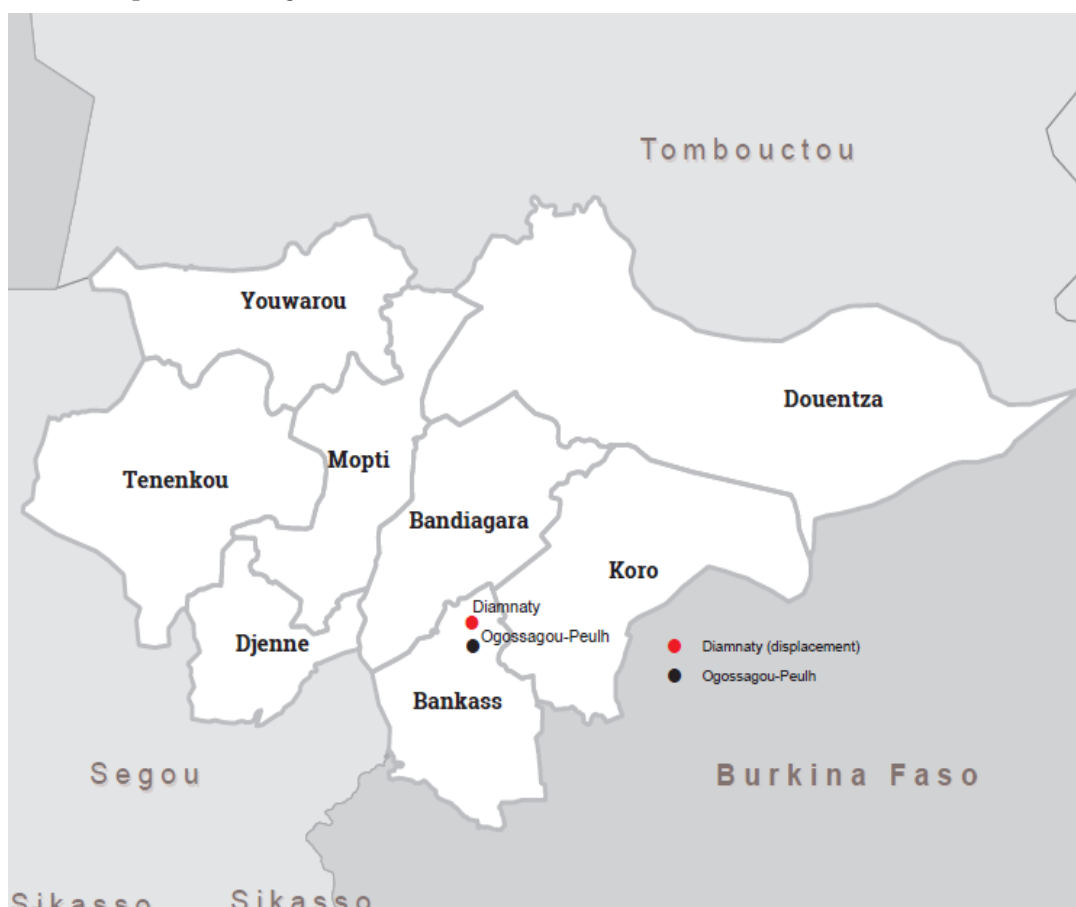 Tombouctou
Youwarou
Douentza
Mopti
Tenenkou
Bandiagara
Koro
Diamnaty
Ogossagou-Peulh
Djenne
Diamnaty (displacement)
Ogossagou-Peulh
Bankass
Segou
Burkina Faso
Sikasso
Sikasso